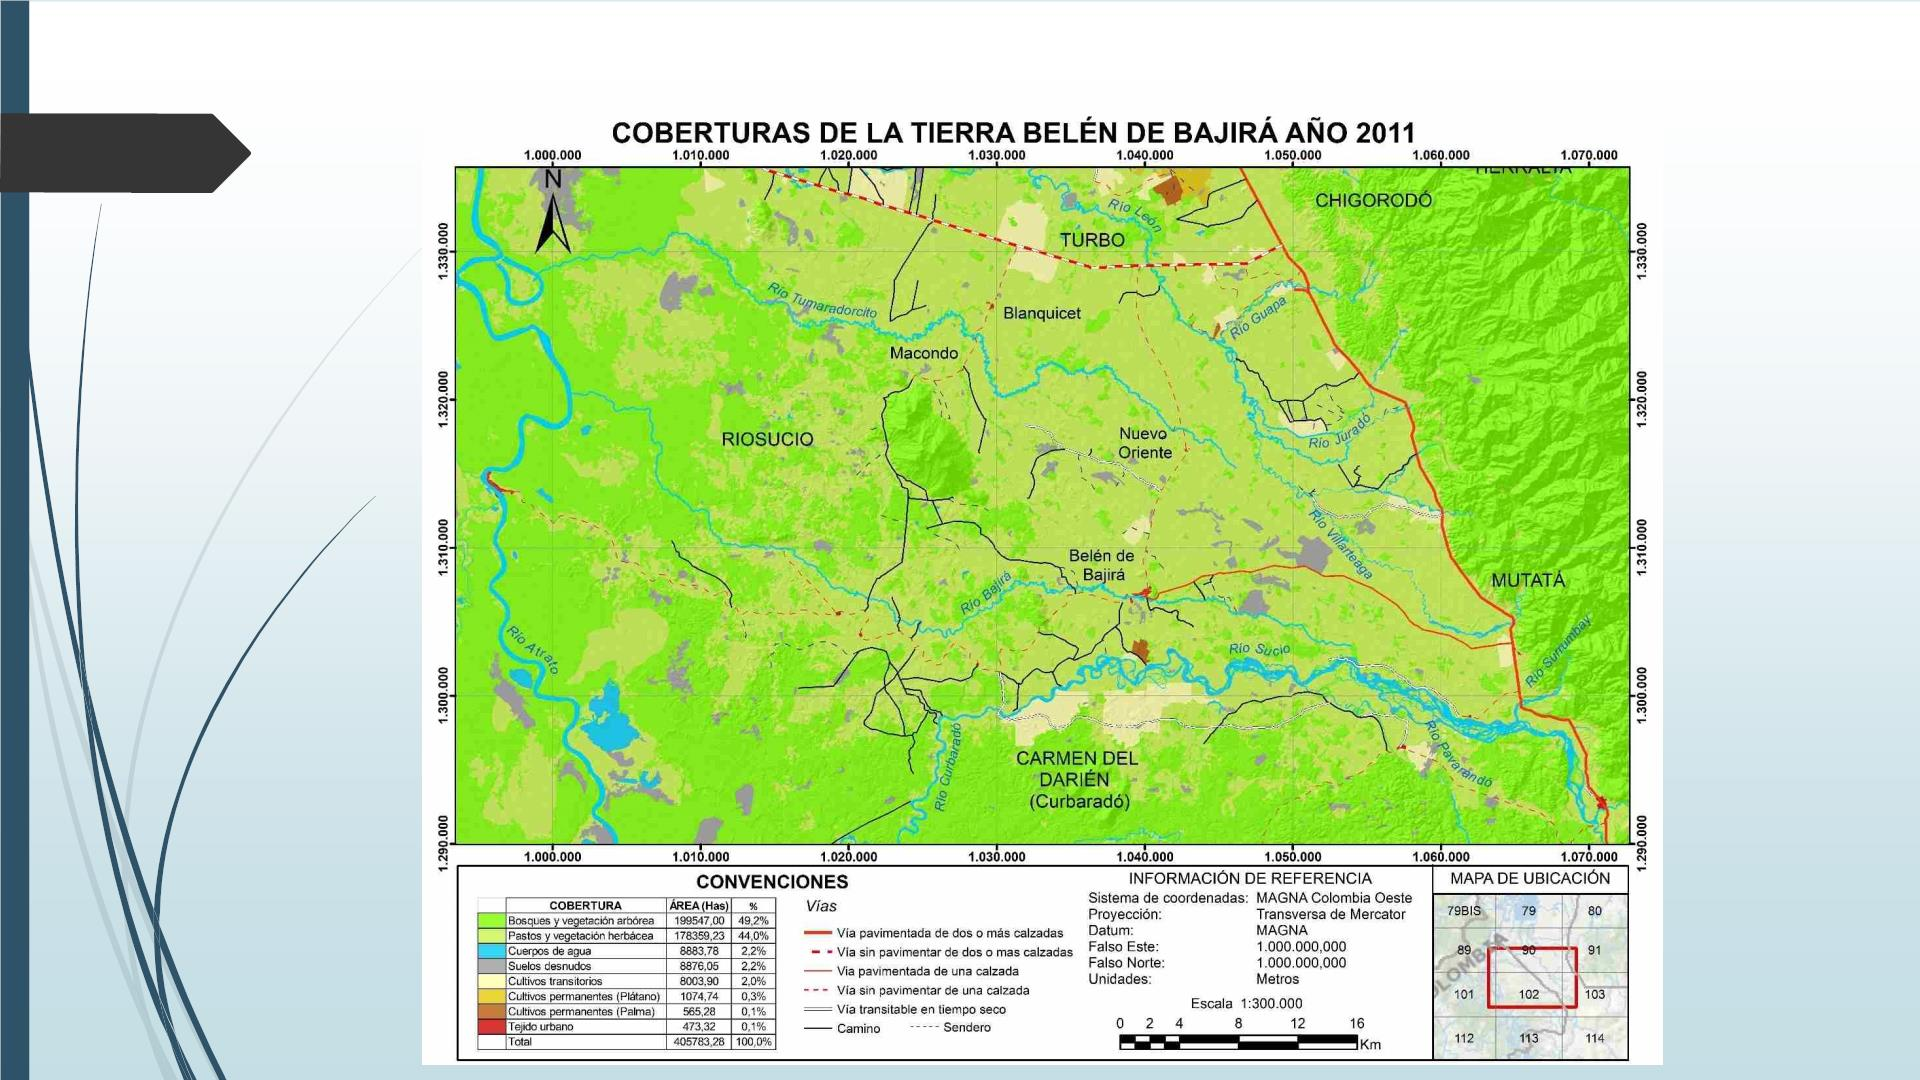 COBERTURAS DE LA TIERRA BELÉN DE BAJIRÁ AÑO 2011
1.000.000 1.010.000 1.020.000 1.030.000 1.040.000 1.050.000 1.060.000 1.070.000
N
CHIGORODÓ
Río León
TURBO
1.330.000 1.330.000
Río Tumaradorcito
Blanquicet
Río Guapa
Macondo
1.320.000 1.320.000
RIOSUCIO
Nuevo
Oriente
Río Jurado
Río Villarteaga
1.310.000 1.310.000
Belén de
Bajirá
MUTATÁ
Río Bajirá
Río Atrato
Río Sucio
Río Surrumbay
1.300.000 1.300.000
Río Curbaradó
Río Pavarandó
CARMEN DEL
DARIÉN
(Curbaradó)
1.290.000 1.290.000
1.000.000 1.010.000 1.020.000 1.030.000 1.040.000 1.050.000 1.060.000 1.070.000
CONVENCIONES
COBERTURA ÁREA (Has) %
Bosques y vegetación arbórea 199547,00 49,2%
Pastos y vegetación herbácea 178359,23 44,0%
Cuerpos de agua 8883,78 2,2%
Suelos desnudos 8876,05 2,2%
Cultivos transitorios 8003,90 2,0%
Cultivos permanentes (Plátano) 1074,74 0,3%
Cultivos permanentes (Palma) 565,28 0,1%
Tejido urbano 473,32 0,1%
Total 405783,28 100,0%
Vías
Vía pavimentada de dos o más calzadas
Vía sin pavimentar de dos o mas calzadas
Via pavimentada de una calzada
Vía sin pavimentar de una calzada
Vía transitable en tiempo seco
Camino Sendero
INFORMACIÓN DE REFERENCIA
Sistema de coordenadas: MAGNA Colombia Oeste
Proyección: Transversa de Mercator
Datum: MAGNA
Falso Este: 1.000.000,000
Falso Norte: 1.000.000,000
Unidades: Metros
Escala 1:300.000
0 2 4 8 12 16
Km
MAPA DE UBICACIÓN
79BIS 79 80
89 90 91
101 102 103
112 113 114